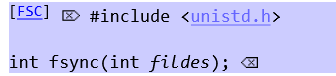 [FSC] ⌦ #include <unistd.h>
int fsync(int fildes); ⌫